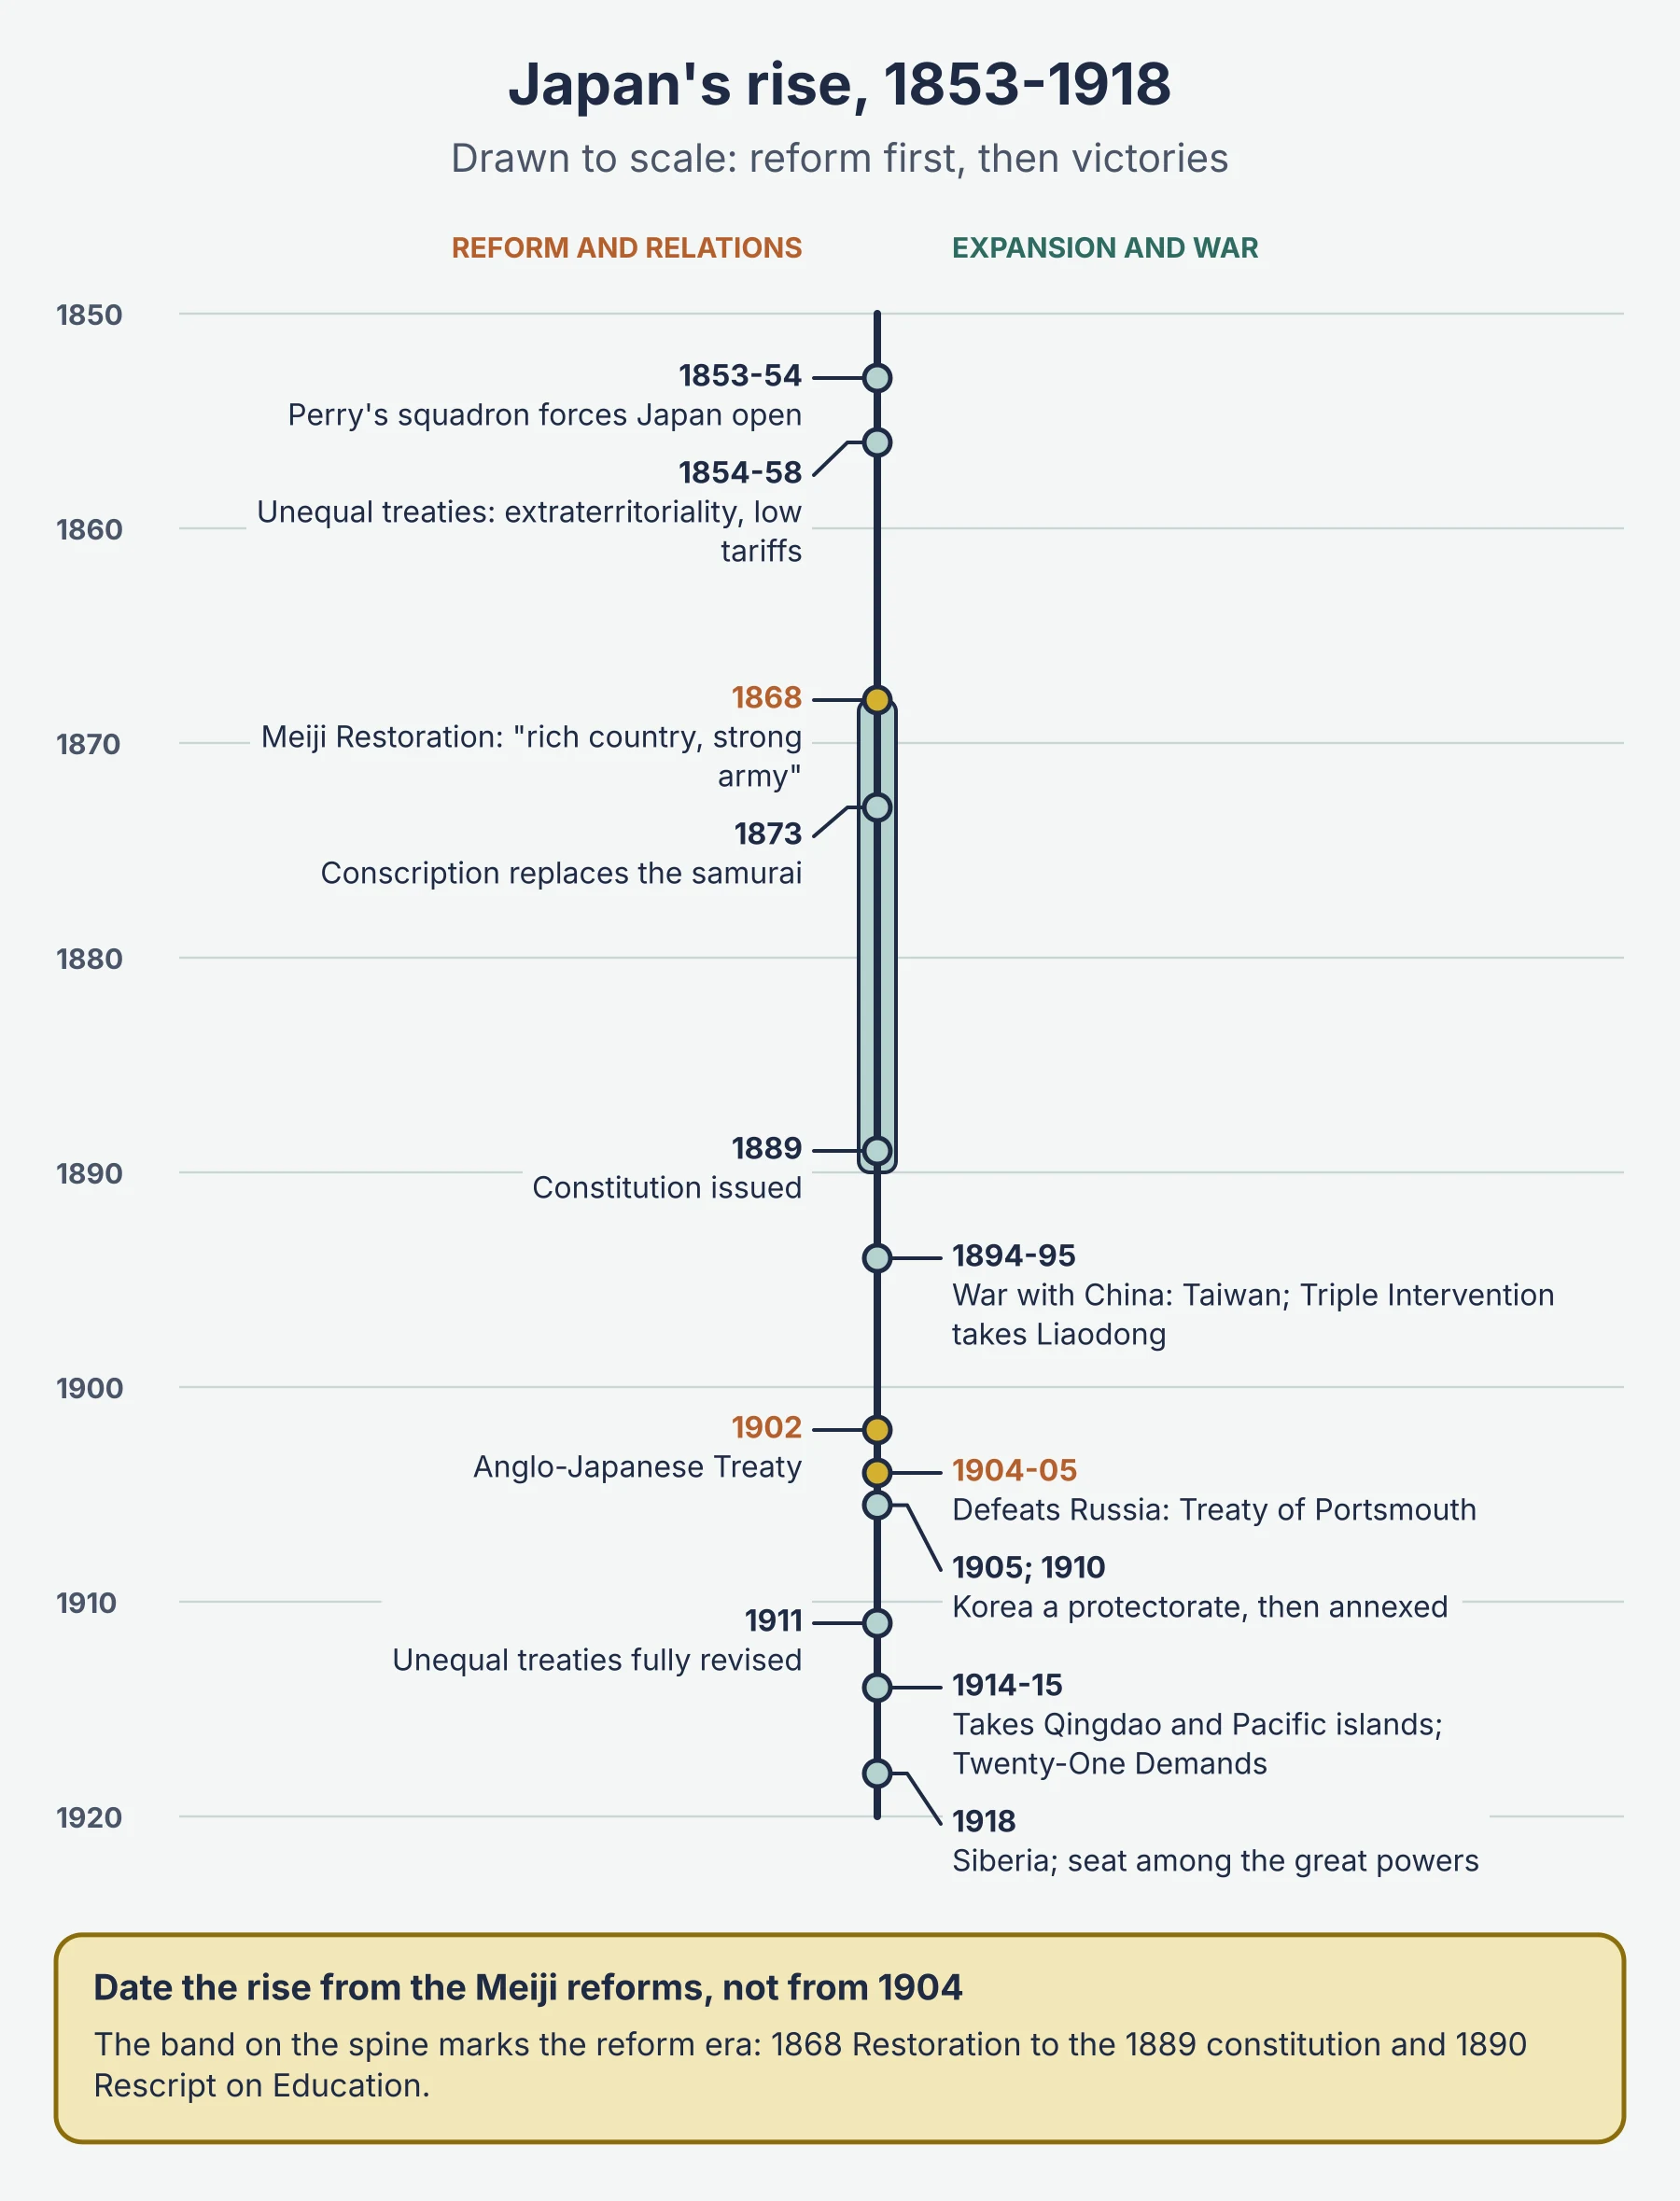 Japan's rise, 1853-1918
Drawn to scale: reform first, then victories
REFORM AND RELATIONS
EXPANSION AND WAR
1850
1853-54
Perry's squadron forces Japan open
1854-58
Unequal treaties: extraterritoriality, low
tariffs
1860
1868
Meiji Restoration: "rich country, strong
army"
1870
1873
Conscription replaces the samurai
1880
1889
Constitution issued
1890
1894-95
War with China: Taiwan; Triple Intervention
takes Liaodong
1900
1902
Anglo-Japanese Treaty
1904-05
Defeats Russia: Treaty of Portsmouth
1905; 1910
Korea a protectorate, then annexed
1910
1911
Unequal treaties fully revised
1914-15
Takes Qingdao and Pacific islands;
Twenty-One Demands
1918
Siberia; seat among the great powers
1920
Date the rise from the Meiji reforms, not from 1904
The band on the spine marks the reform era: 1868 Restoration to the 1889 constitution and 1890
Rescript on Education.